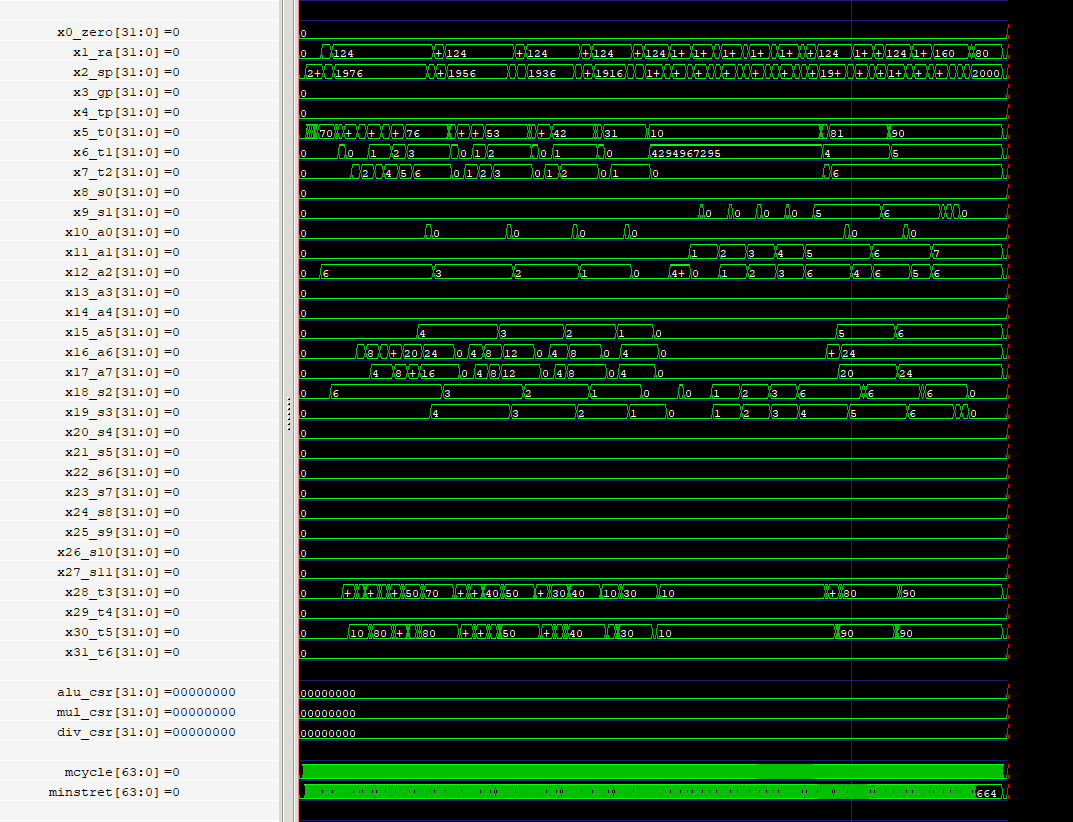 x0_zero[31:0] =0 0
x1_ra[31:0] =0 0 124 + 124 + 124 + 124 + 124 1+ 1+ 1+ 1+ 1+ 1+ + 124 1+ + 124 1+ 160 80
x2_sp[31:0] =0 2+ 1976 + 1956 1936 + 1916 1+ + + + + + + 19+ + + 1+ + + 2000
x3_gp[31:0] =0 0
x4_tp[31:0] =0 0
x5_t0[31:0] =0 0 70 + + + 76 + + 53 + 42 31 10 81 90
x6_t1[31:0] =0 0 0 1 2 3 0 1 2 0 1 0 4294967295 4 5
x7_t2[31:0] =0 0 2 4 5 6 0 1 2 3 0 1 2 0 1 0 6
x8_s0[31:0] =0 0
x9_s1[31:0] =0 0 0 0 0 0 5 6 0
x10_a0[31:0] =0 0 0 0 0 0 0 0
x11_a1[31:0] =0 0 1 2 3 4 5 6 7
x12_a2[31:0] =0 0 6 3 2 1 0 4+ 0 1 2 3 6 4 6 5 6
x13_a3[31:0] =0 0
x14_a4[31:0] =0 0
x15_a5[31:0] =0 0 4 3 2 1 0 5 6
x16_a6[31:0] =0 0 8 + 20 24 0 4 8 12 0 4 8 0 4 0 + 24
x17_a7[31:0] =0 0 4 8 + 16 0 4 8 12 0 4 8 0 4 0 20 24
x18_s2[31:0] =0 0 6 3 2 1 0 0 1 2 3 6 6 6 0
x19_s3[31:0] =0 0 4 3 2 1 0 1 2 3 4 5 6 0
x20_s4[31:0] =0 0
x21_s5[31:0] =0 0
x22_s6[31:0] =0 0
x23_s7[31:0] =0 0
x24_s8[31:0] =0 0
x25_s9[31:0] =0 0
x26_s10[31:0] =0 0
x27_s11[31:0] =0 0
x28_t3[31:0] =0 0 + + + 50 70 + + 40 50 + 30 40 10 30 10 + 80 90
x29_t4[31:0] =0 0
x30_t5[31:0] =0 0 10 80 + 80 + + 50 + 40 30 10 90 90
x31_t6[31:0] =0 0
alu_csr[31:0] =00000000 00000000
mul_csr[31:0] =00000000 00000000
div_csr[31:0] =00000000 00000000
mcycle[63:0] =0
minstret[63:0] =0 664